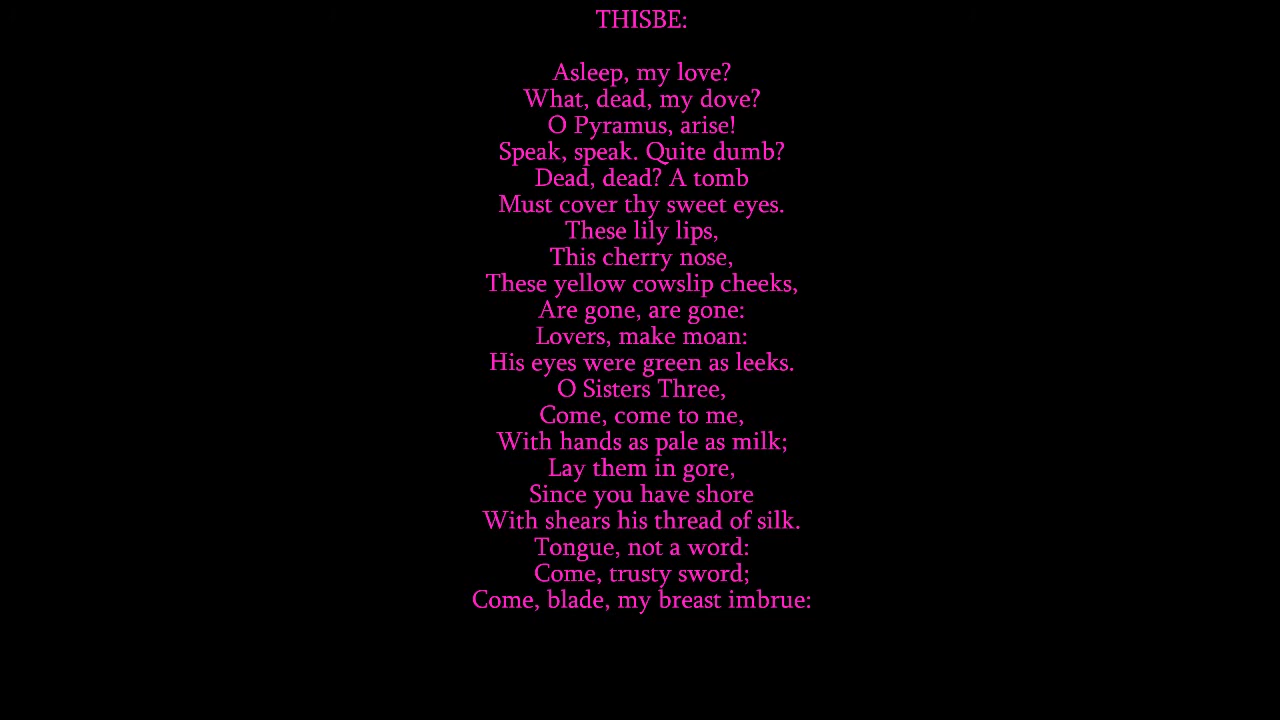 THISBE:
Asleep, my love?
What, dead, my dove?
O Pyramus, arise!
Speak, speak. Quite dumb?
Dead, dead? A tomb
Must cover thy sweet eyes.
These lily lips,
This cherry nose,
These yellow cowslip cheeks,
Are gone, are gone:
Lovers, make moan:
His eyes were green as leeks.
O Sisters Three,
Come, come to me,
With hands as pale as milk;
Lay them in gore,
Since you have shore
With shears his thread of silk.
Tongue, not a word:
Come, trusty sword;
Come, blade, my breast imbrue: